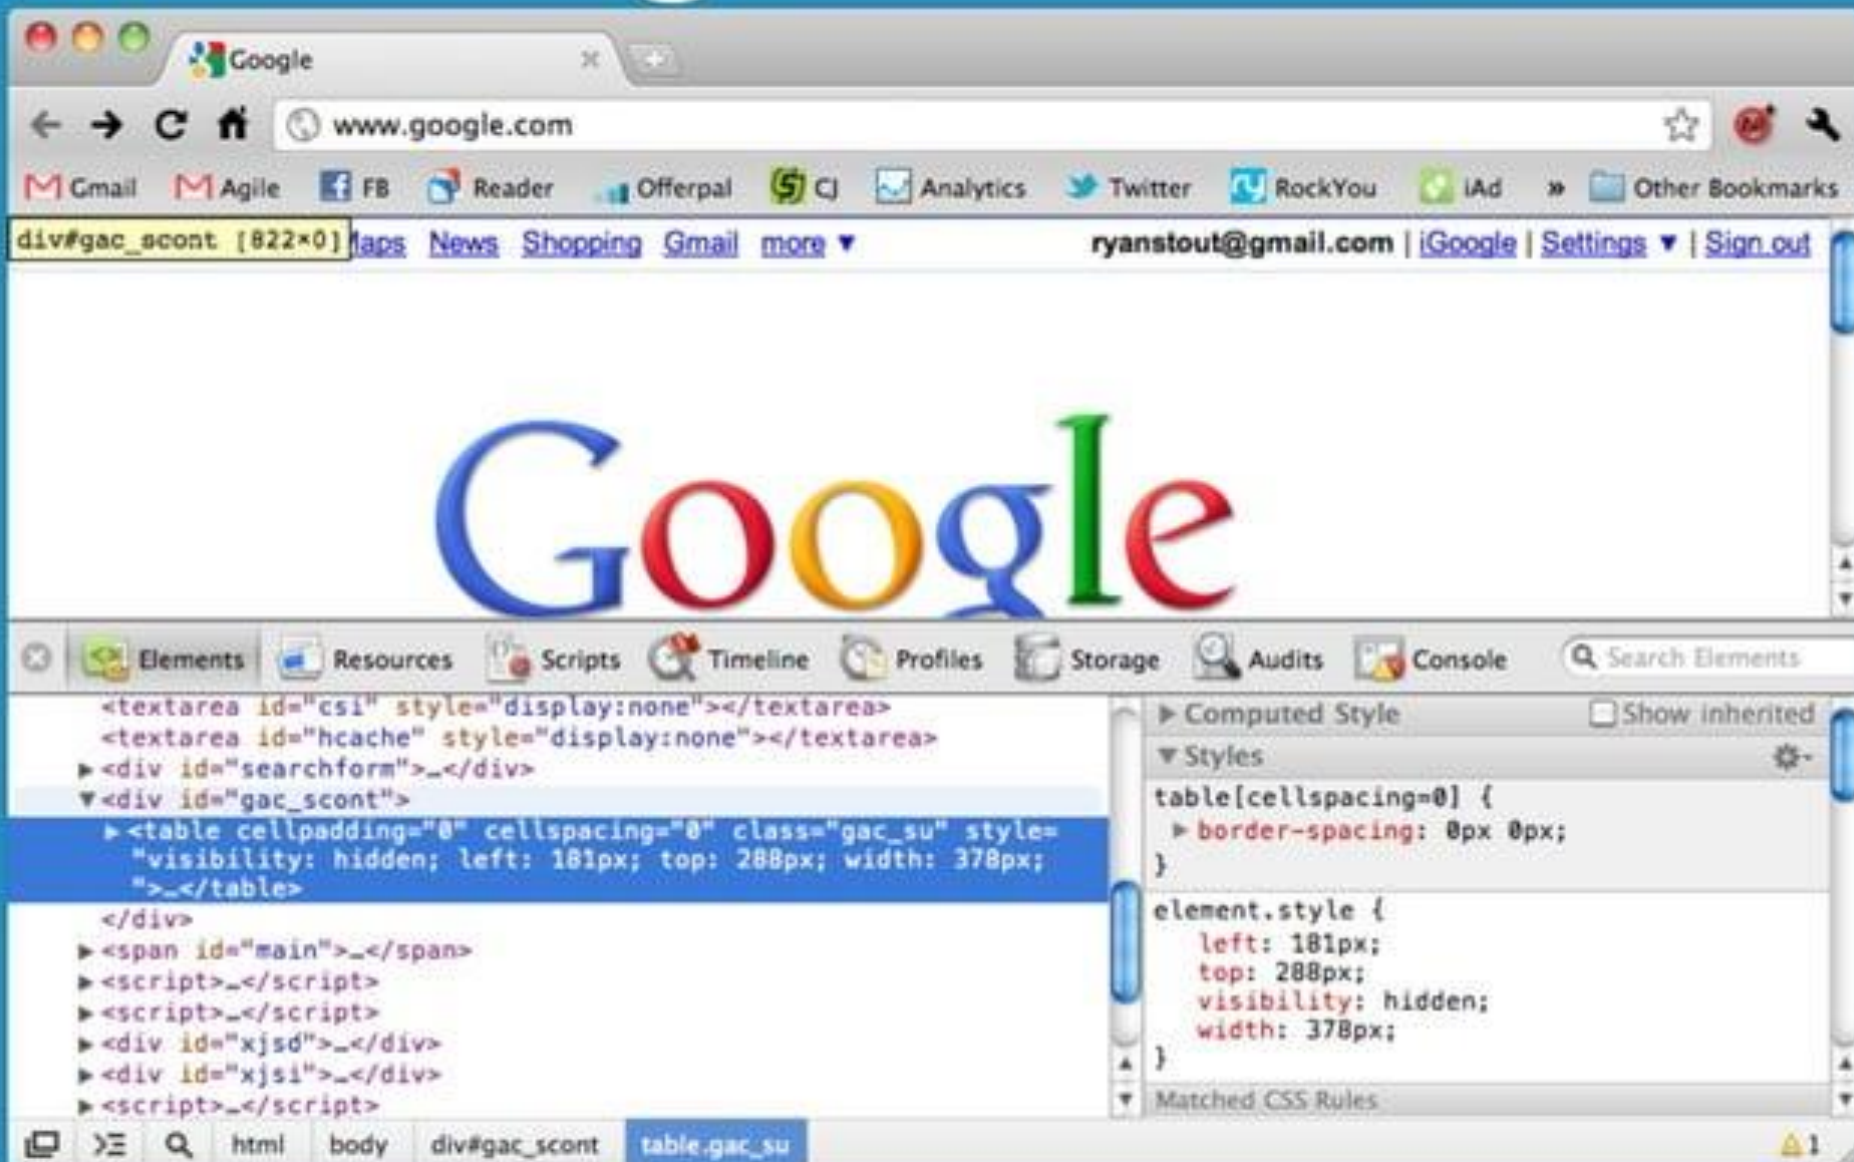 Google
www.google.com
Gmail Agile FB Reader Offerpal CJ Analytics Twitter RockYou iAd » Other Bookmarks
div#gac_scont [822×0] Maps News Shopping Gmail more ▼ ryanstout@gmail.com | iGoogle | Settings ▼ | Sign out
Google
Elements Resources Scripts Timeline Profiles Storage Audits Console Search Elements
<textarea id="csi" style="display:none"></textarea>
<textarea id="hcache" style="display:none"></textarea>
▶<div id="searchform">…</div>
▼<div id="gac_scont">
▶<table cellpadding="0" cellspacing="0" class="gac_su" style=
"visibility: hidden; left: 181px; top: 288px; width: 378px;
">…</table>
</div>
▶<span id="main">…</span>
▶<script>…</script>
▶<script>…</script>
▶<div id="xjsd">…</div>
▶<div id="xjsi">…</div>
▶<script>…</script>
▶ Computed Style Show inherited
▼ Styles
table[cellspacing=0] {
▶ border-spacing: 0px 0px;
}
element.style {
left: 181px;
top: 288px;
visibility: hidden;
width: 378px;
}
Matched CSS Rules
html body div#gac_scont table.gac_su 1